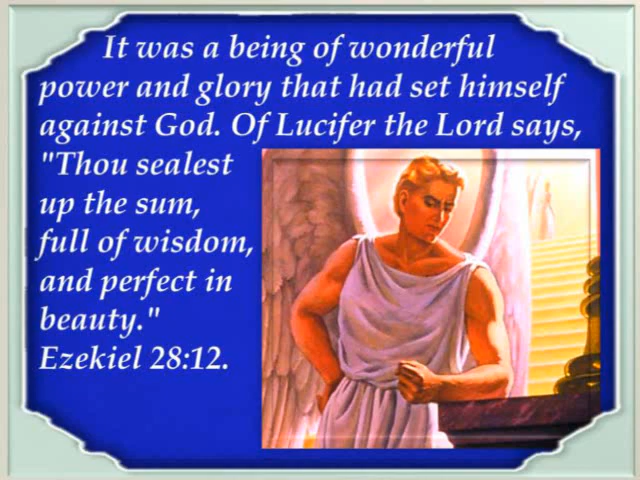 It was a being of wonderful
power and glory that had set himself
against God. Of Lucifer the Lord says,
"Thou sealest
up the sum,
full of wisdom,
and perfect in
beauty."
Ezekiel 28:12.